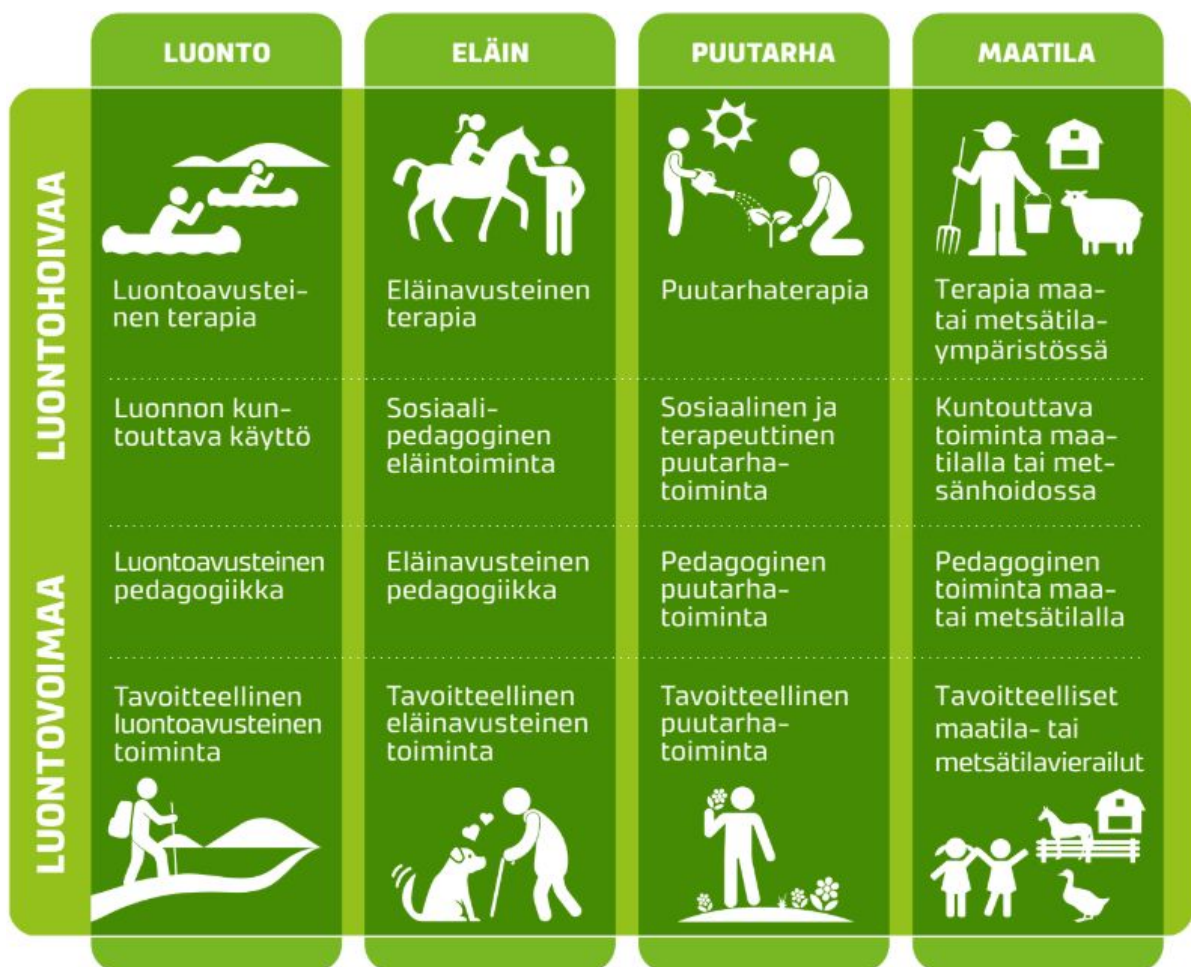 LUONTO
ELÄIN
PUUTARHA
MAATILA
LUONTOHOIVAA
Luontoavustei-
nen terapia
Eläinavusteinen
terapia
Puutarhaterapia
Terapia maa-
tai metsätila-
ympäristössä
Luonnon kun-
touttava käyttö
Sosiaali-
pedagoginen
eläintoiminta
Sosiaalinen ja
terapeuttinen
puutarha-
toiminta
Kuntouttava
toiminta maa-
tilalla tai met-
sänhoidossa
LUONTOVOIMAA
Luontoavusteinen
pedagogiikka
Eläinavusteinen
pedagogiikka
Pedagoginen
puutarha-
toiminta
Pedagoginen
toiminta maa-
tai metsätilalla
Tavoitteellinen
luontoavusteinen
toiminta
Tavoitteellinen
eläinavusteinen
toiminta
Tavoitteellinen
puutarha-
toiminta
Tavoitteelliset
maatila- tai
metsätilavierailut